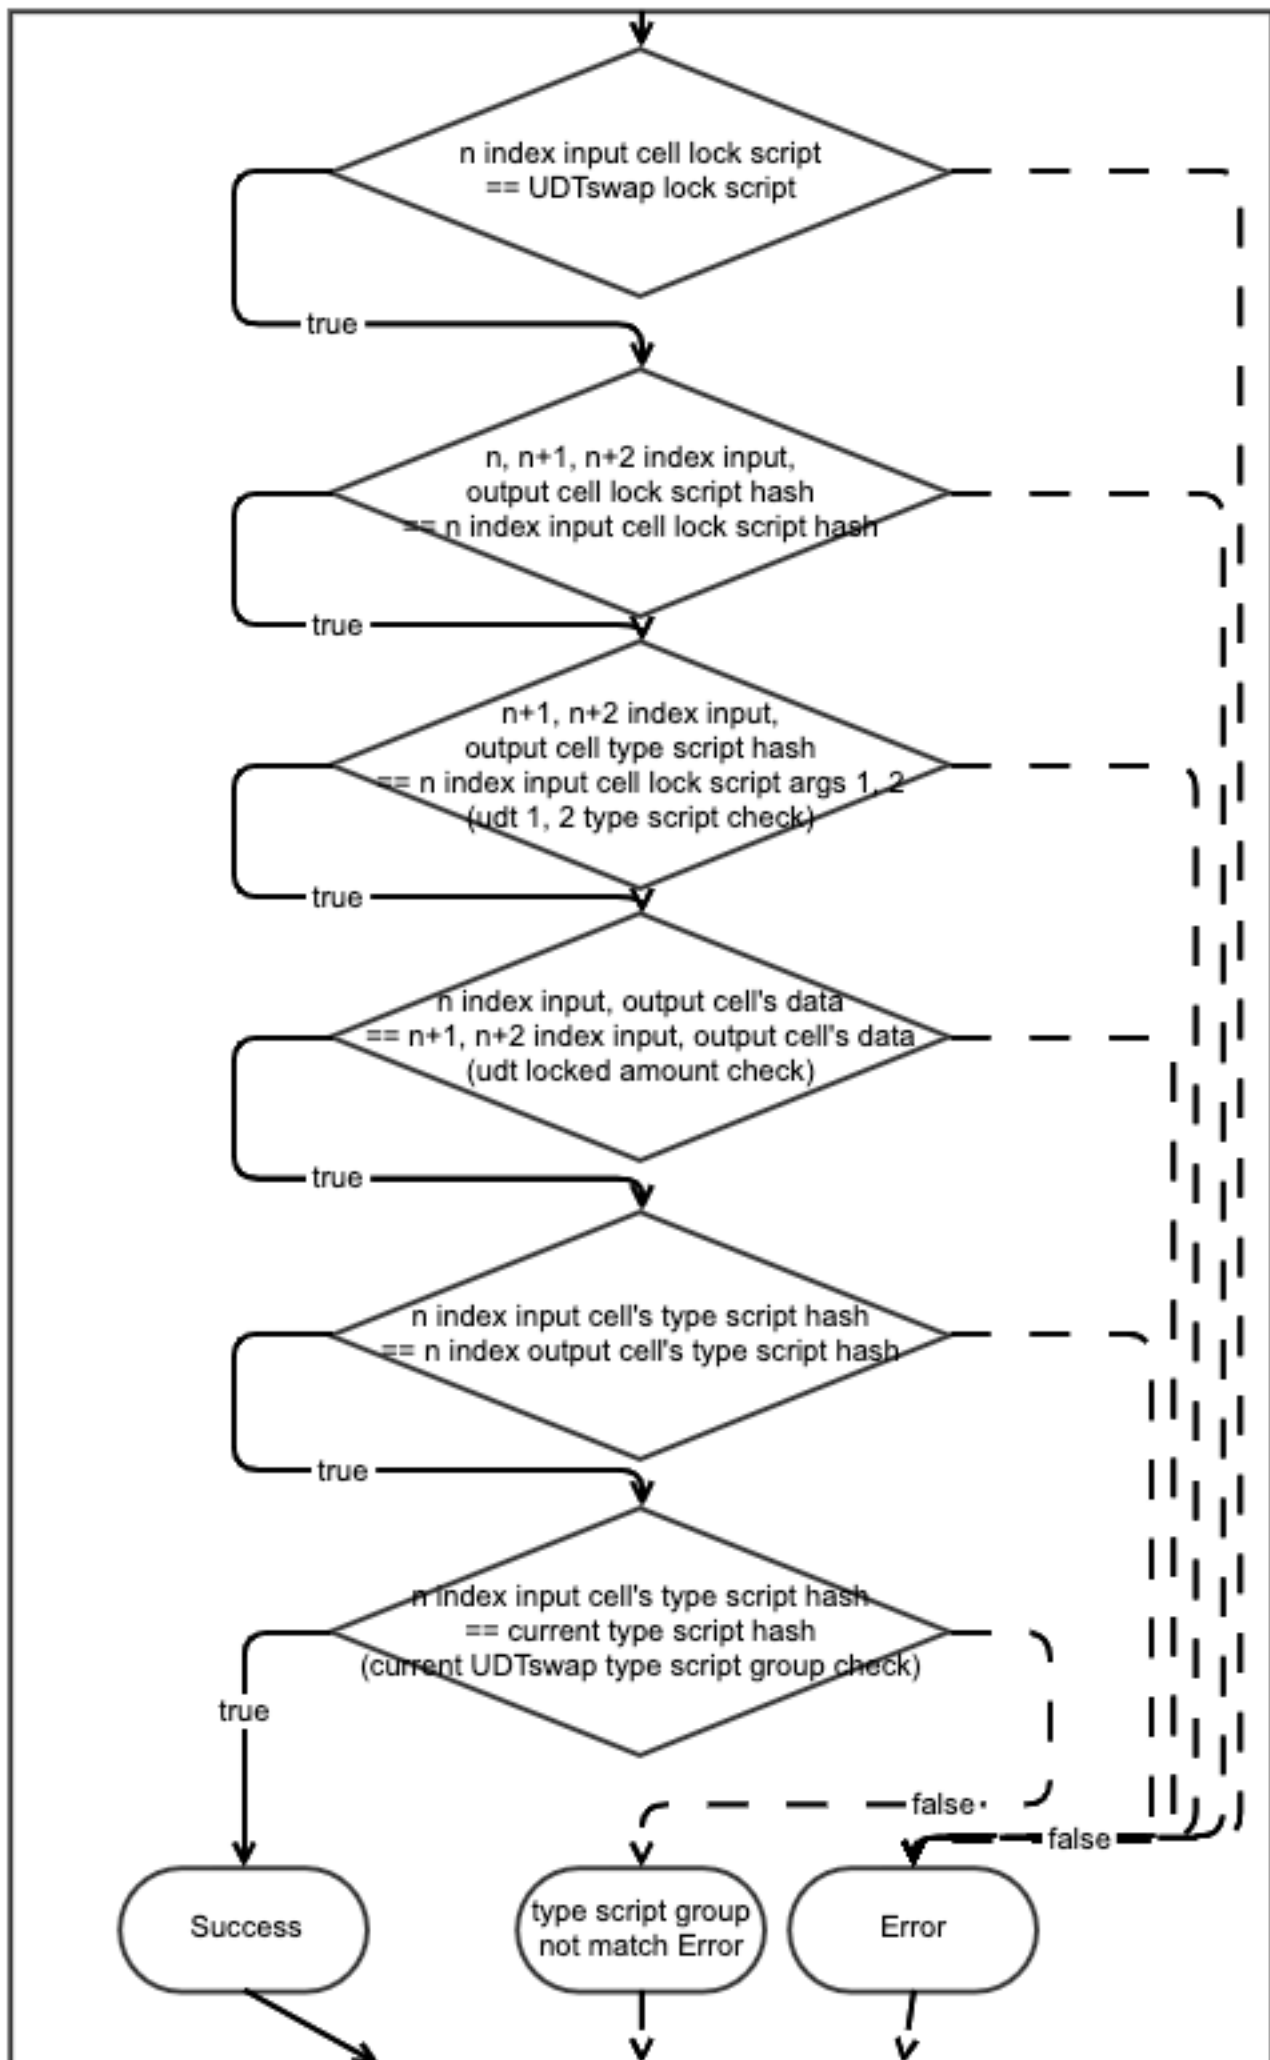 n index input cell lock script
== UDTswap lock script
true
n, n+1, n+2 index input,
output cell lock script hash
== n index input cell lock script hash
true
n+1, n+2 index input,
output cell type script hash
== n index input cell lock script args 1, 2
(udt 1, 2 type script check)
true
n index input, output cell's data
== n+1, n+2 index input, output cell's data
(udt locked amount check)
true
n index input cell's type script hash
== n index output cell's type script hash
true
n index input cell's type script hash
== current type script hash
(current UDTswap type script group check)
true
false
false
Success
type script group
not match Error
Error